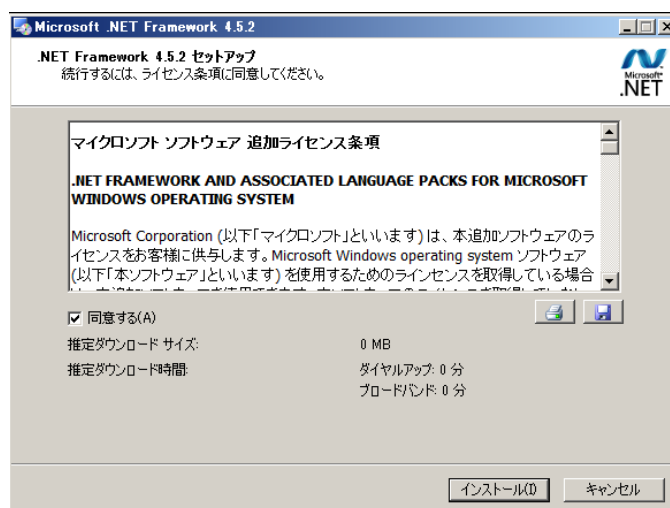 Microsoft .NET Framework 4.5.2
.NET Framework 4.5.2 セットアップ
続行するには、ライセンス条項に同意してください。
Microsoft®
.NET
マイクロソフト ソフトウェア 追加ライセンス条項
.NET FRAMEWORK AND ASSOCIATED LANGUAGE PACKS FOR MICROSOFT
WINDOWS OPERATING SYSTEM
Microsoft Corporation (以下「マイクロソフト」といいます) は、本追加ソフトウェアのラ
イセンスをお客様に供与します。Microsoft Windows operating system ソフトウェア
(以下「本ソフトウェア」といいます) を使用するためのラインセンスを取得している場合
同意する(A)
推定ダウンロード サイズ: 0 MB
推定ダウンロード時間: ダイヤルアップ: 0 分
ブロードバンド: 0 分
インストール(I) キャンセル